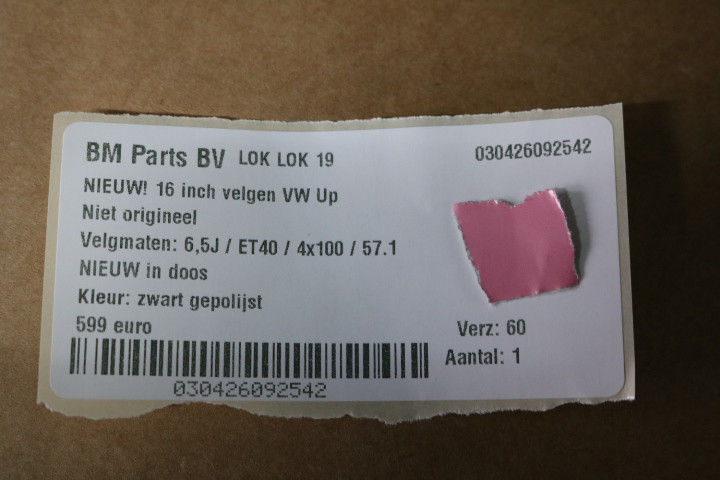 BM Parts BV LOK LOK 19 030426092542
NIEUW! 16 inch velgen VW Up
Niet origineel
Velgmaten: 6,5J / ET40 / 4x100 / 57.1
NIEUW in doos
Kleur: zwart gepolijst
599 euro Verz: 60
Aantal: 1
030426092542